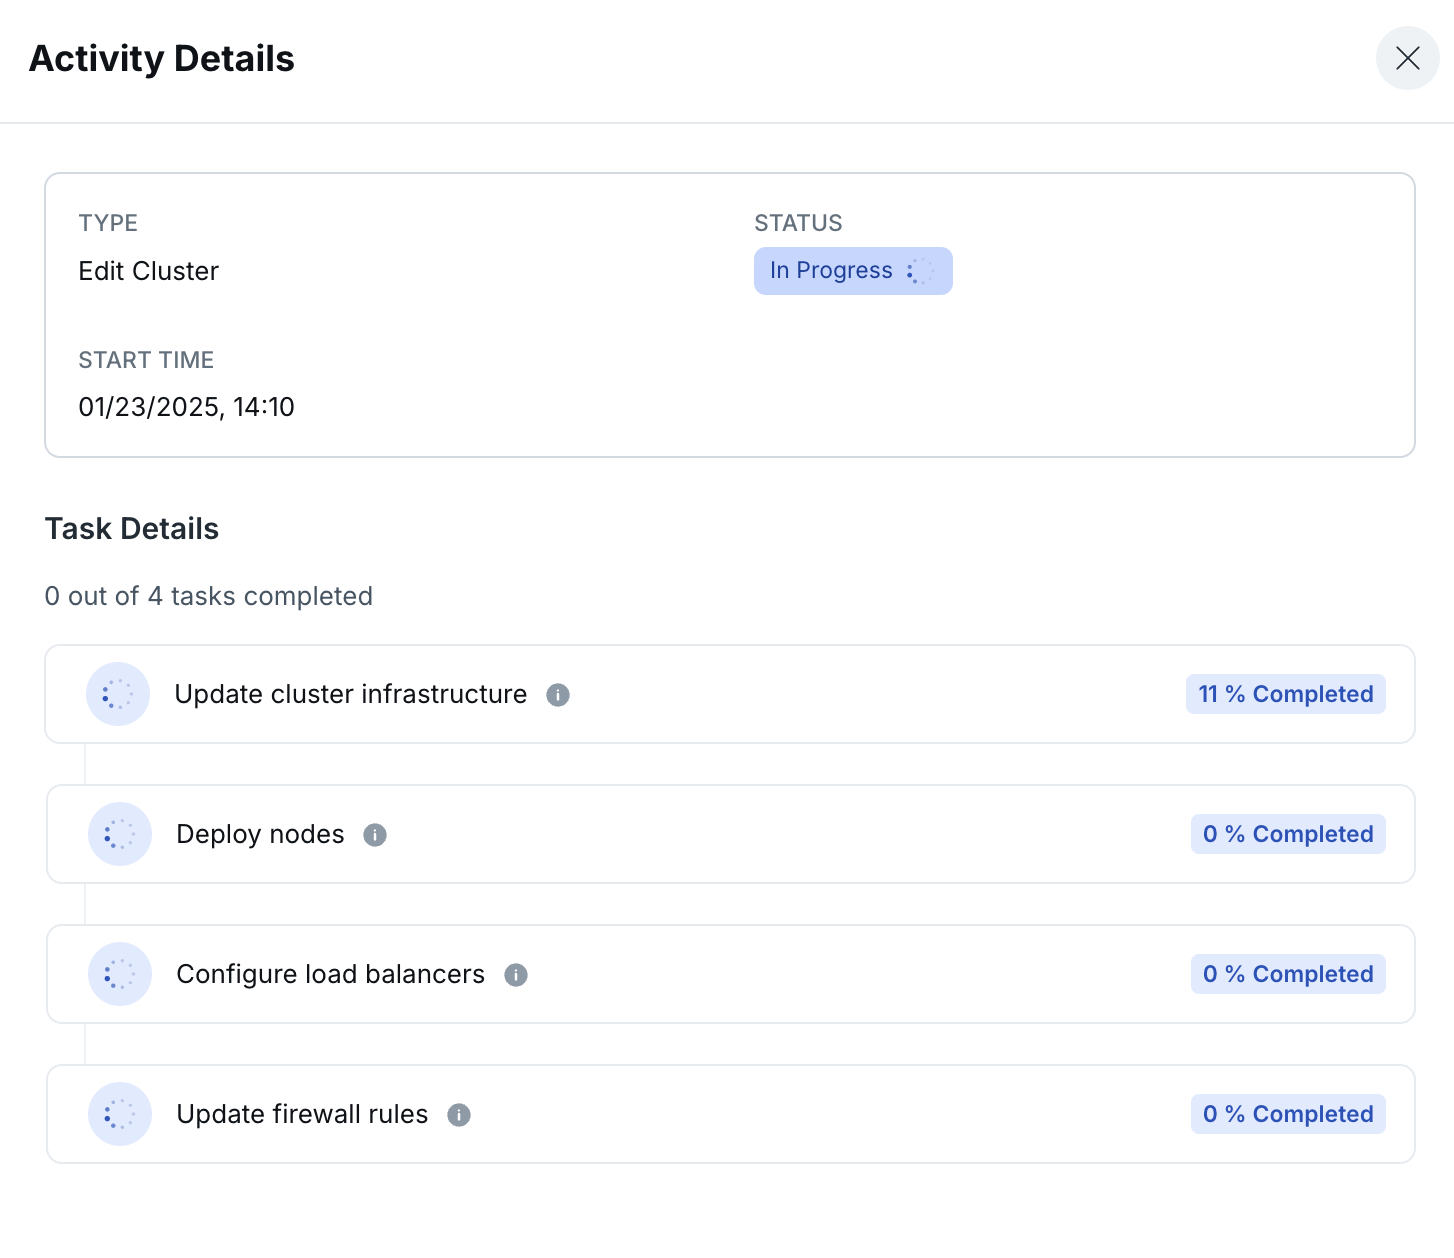 Activity Details
TYPE
STATUS
Edit Cluster
In Progress
START TIME
01/23/2025, 14:10
Task Details
0 out of 4 tasks completed
Update cluster infrastructure
11 % Completed
Deploy nodes
0 % Completed
Configure load balancers
0 % Completed
Update firewall rules
0 % Completed